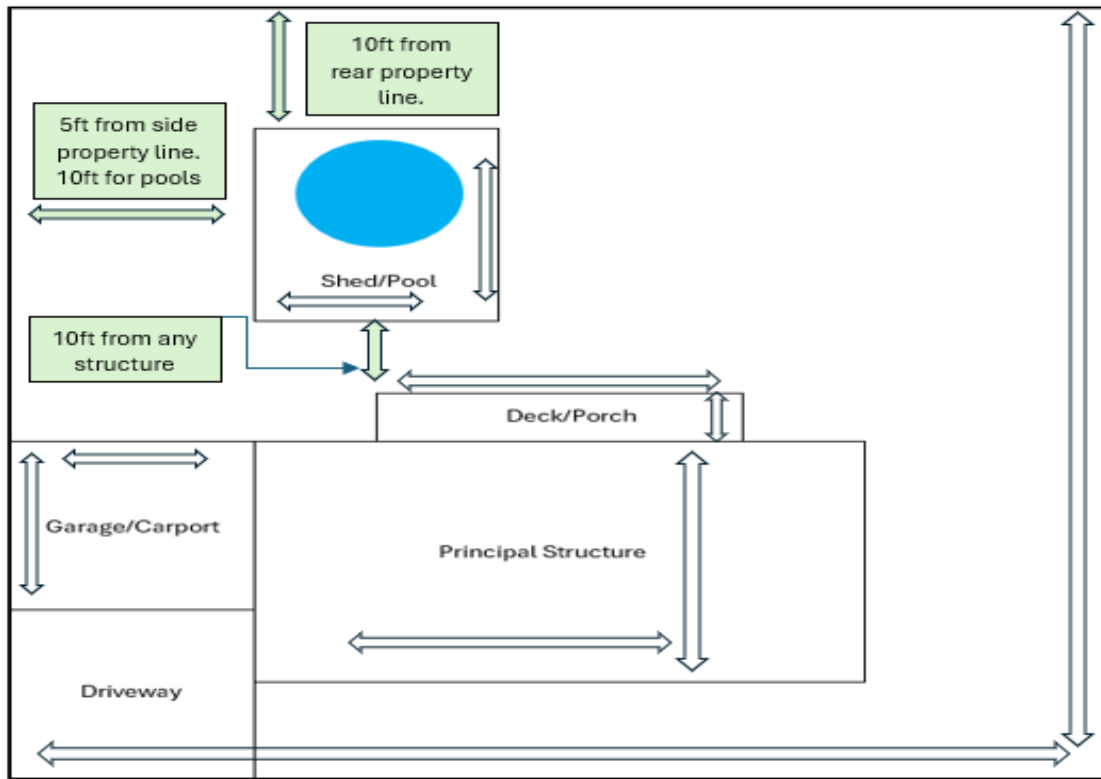 10ft from
rear property
line.
5ft from side
property line.
10ft for pools
Shed/Pool
10ft from any
structure
Deck/Porch
Garage/Carport
Principal Structure
Driveway